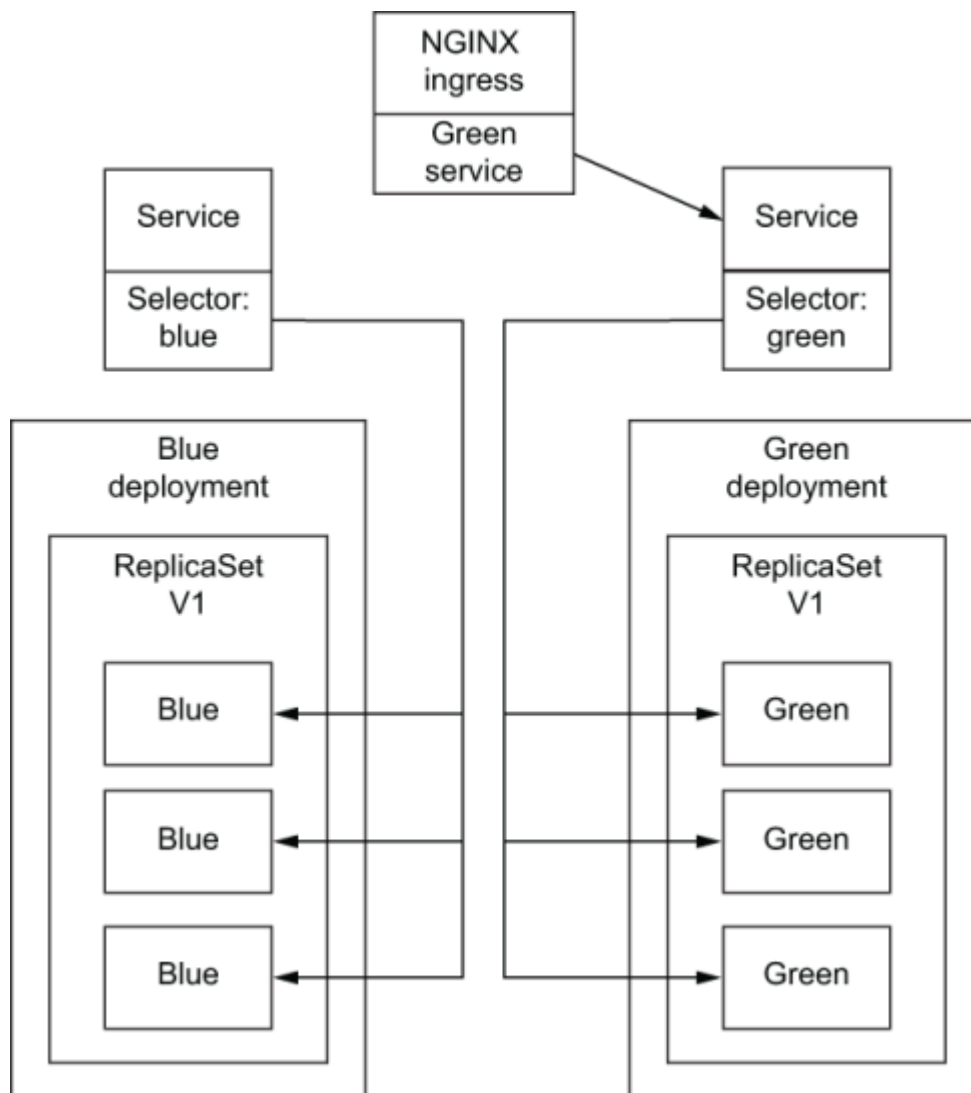 NGINX
ingress
Green
service
Service
Selector:
blue
Service
Selector:
green
Blue
deployment
ReplicaSet
V1
Blue
Blue
Blue
Green
deployment
ReplicaSet
V1
Green
Green
Green